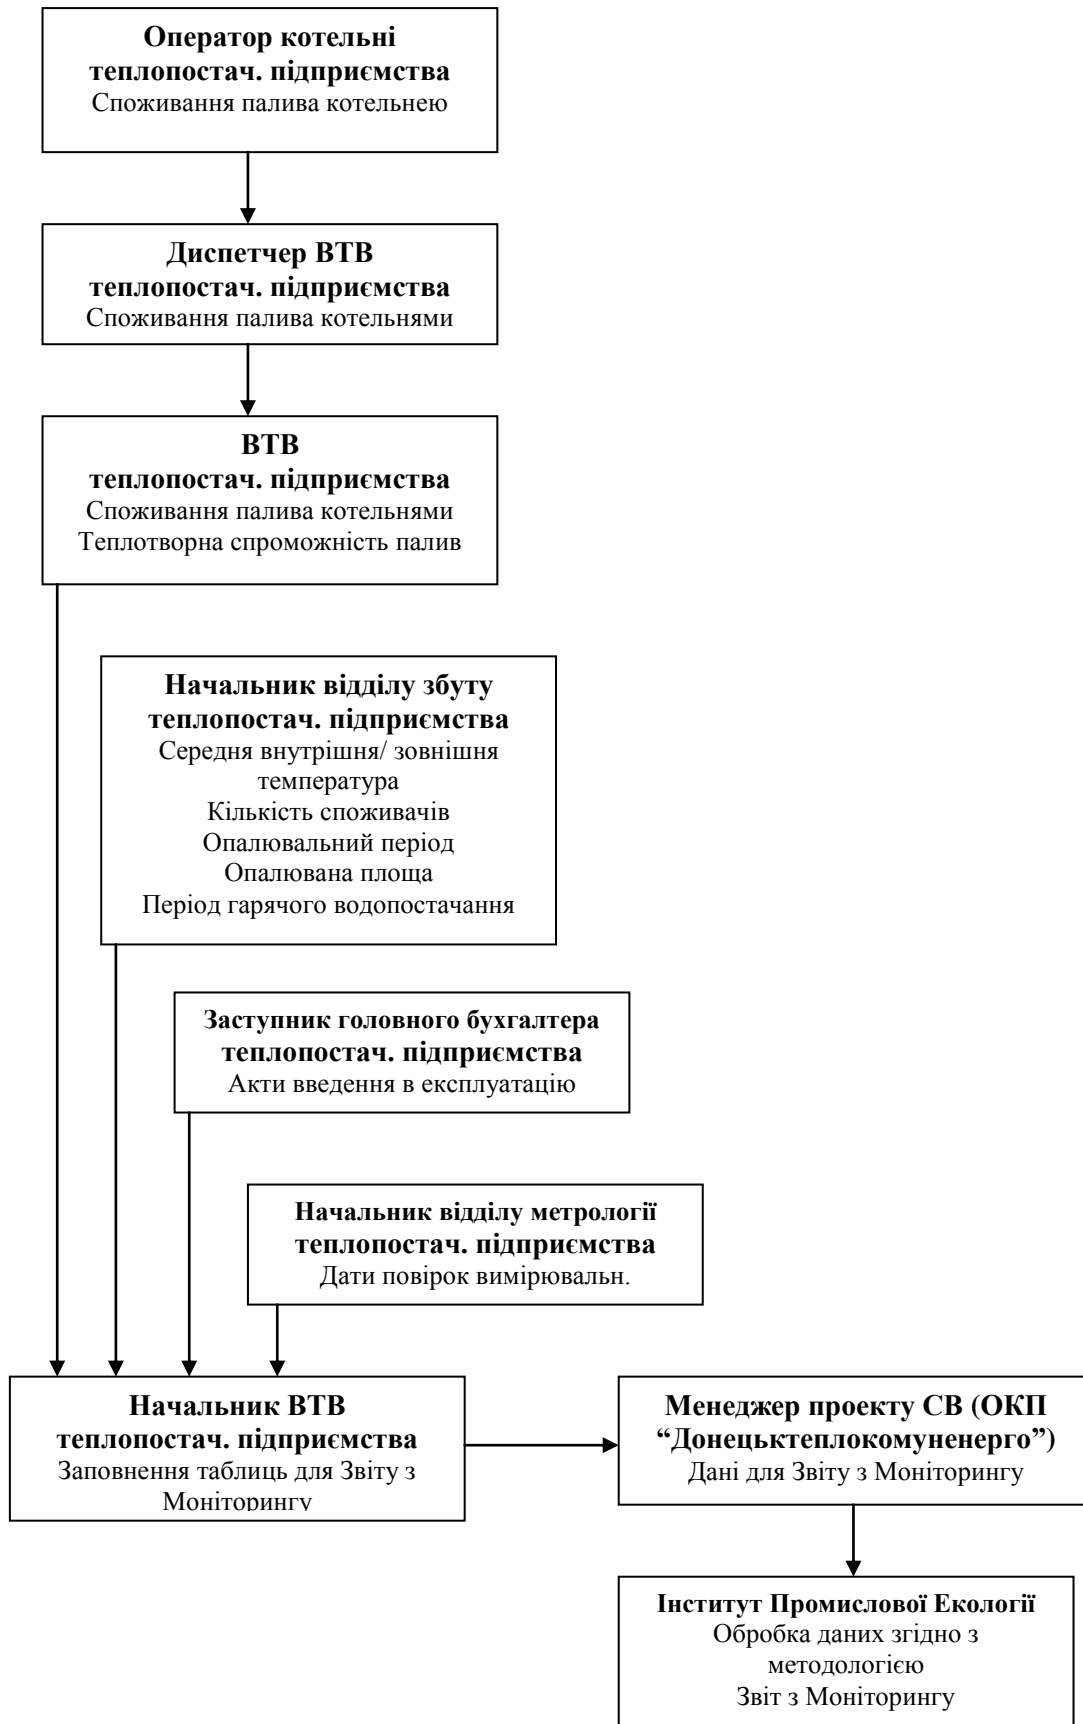 Оператор котельні
теплопостач. підприємства
Споживання палива котельнею
Диспетчер ВТВ
теплопостач. підприємства
Споживання палива котельнями
ВТВ
теплопостач. підприємства
Споживання палива котельнями
Теплотворна спроможність палив
Начальник відділу збуту
теплопостач. підприємства
Середня внутрішня/ зовнішня
температура
Кількість споживачів
Опалювальний період
Опалювана площа
Період гарячого водопостачання
Заступник головного бухгалтера
теплопостач. підприємства
Акти введення в експлуатацію
Начальник відділу метрології
теплопостач. підприємства
Дати повірок вимірювальн.
Начальник ВТВ
теплопостач. підприємства
Заповнення таблиць для Звіту з
Моніторингу
Менеджер проекту СВ (ОКП
“Донецьктеплокомуненерго”)
Дані для Звіту з Моніторингу
Інститут Промислової Екології
Обробка даних згідно з
методологією
Звіт з Моніторингу